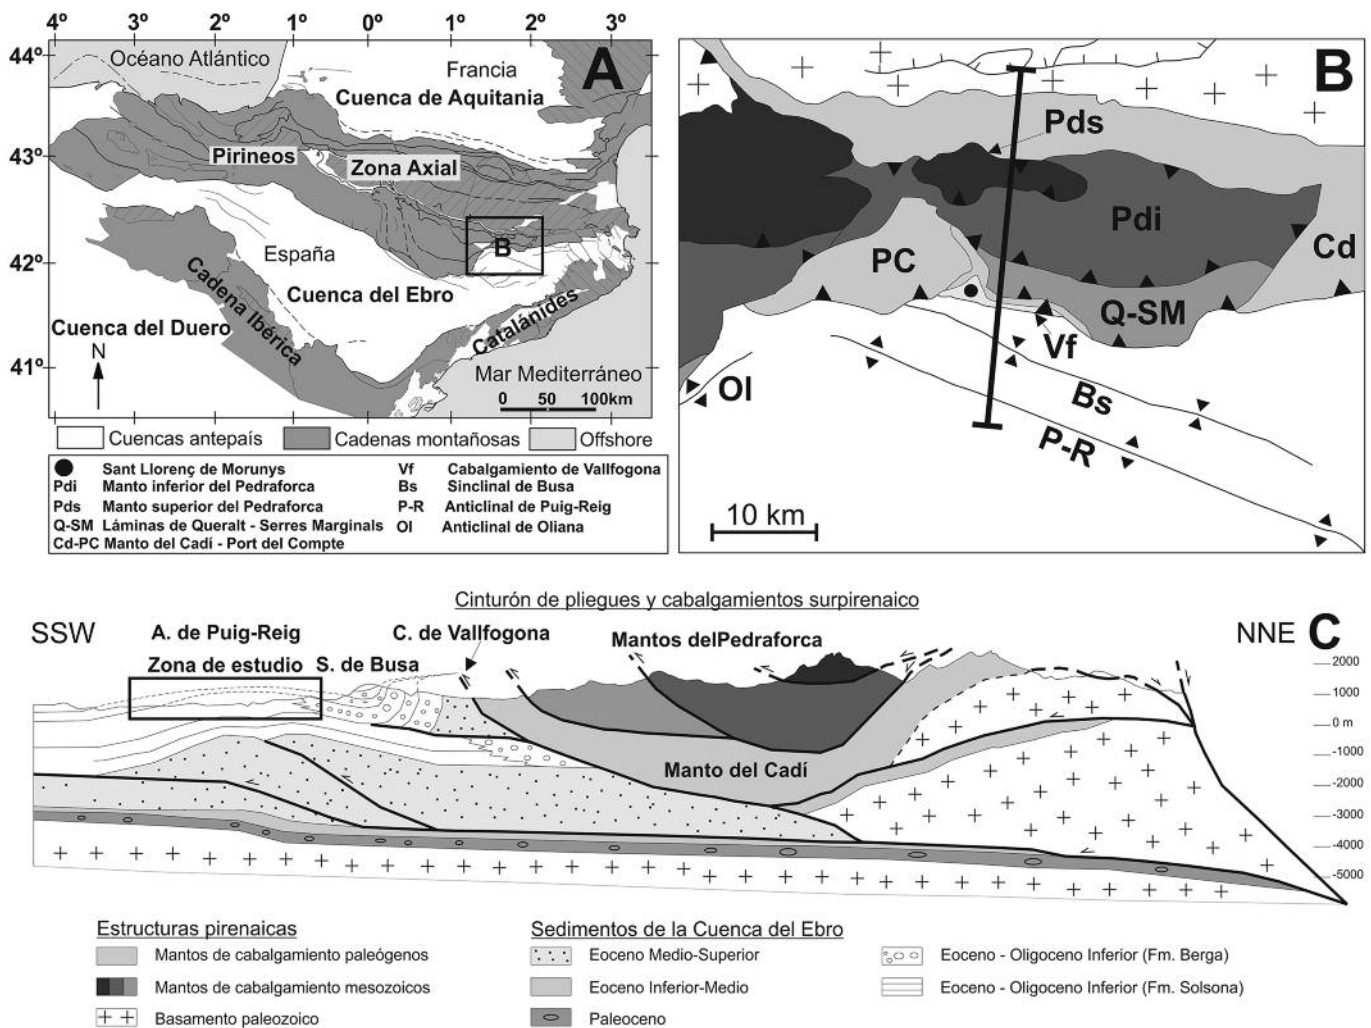 4º 3º 2º 1º 0º 1º 2º 3º
44º
43º
42º
41º
Océano Atlántico
Francia
A
Cuenca de Aquitania
Pirineos
Zona Axial
España
B
Cuenca del Ebro
Cadena Ibérica
Cuenca del Duero
Catalánides
N
Mar Mediterráneo
0 50 100km
Cuencas antepaís
Cadenas montañosas
Offshore
Sant Llorenç de Morunys
Pdi Manto inferior del Pedraforca
Pds Manto superior del Pedraforca
Q-SM Láminas de Queralt - Serres Marginals
Cd-PC Manto del Cadí - Port del Compte
Vf Cabalgamiento de Vallfogona
Bs Sinclinal de Busa
P-R Anticlinal de Puig-Reig
Ol Anticlinal de Oliana
B
Pds
Pdi
Cd
PC
Q-SM
Vf
Ol
Bs
P-R
10 km
Cinturón de pliegues y cabalgamientos surpirenaico
SSW
NNE
C
A. de Puig-Reig
C. de Vallfogona
Mantos delPedraforca
Zona de estudio
S. de Busa
2000
1000
0 m
-1000
-2000
-3000
-4000
-5000
Manto del Cadí
Estructuras pirenaicas
Mantos de cabalgamiento paleógenos
Mantos de cabalgamiento mesozoicos
Basamento paleozoico
Sedimentos de la Cuenca del Ebro
Eoceno Medio-Superior
Eoceno Inferior-Medio
Paleoceno
Eoceno - Oligoceno Inferior (Fm. Berga)
Eoceno - Oligoceno Inferior (Fm. Solsona)